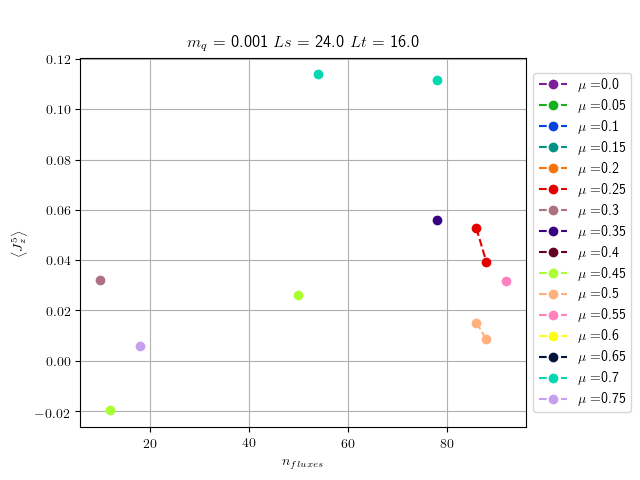 m_q = 0.001 Ls = 24.0 Lt = 16.0
0.12
0.10
0.08
0.06
0.04
0.02
0.00
−0.02
⟨J_z^5⟩
20
40
60
80
n_fluxes
μ =0.0
μ =0.05
μ =0.1
μ =0.15
μ =0.2
μ =0.25
μ =0.3
μ =0.35
μ =0.4
μ =0.45
μ =0.5
μ =0.55
μ =0.6
μ =0.65
μ =0.7
μ =0.75